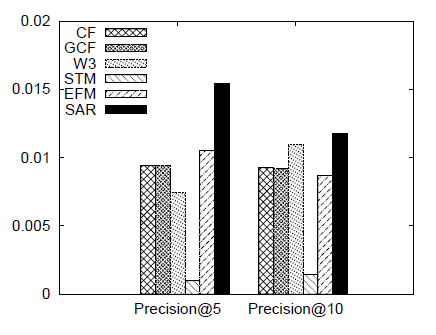 0.02
0.015
0.01
0.005
0
CF
GCF
W3
STM
EFM
SAR
Precision@5 Precision@10